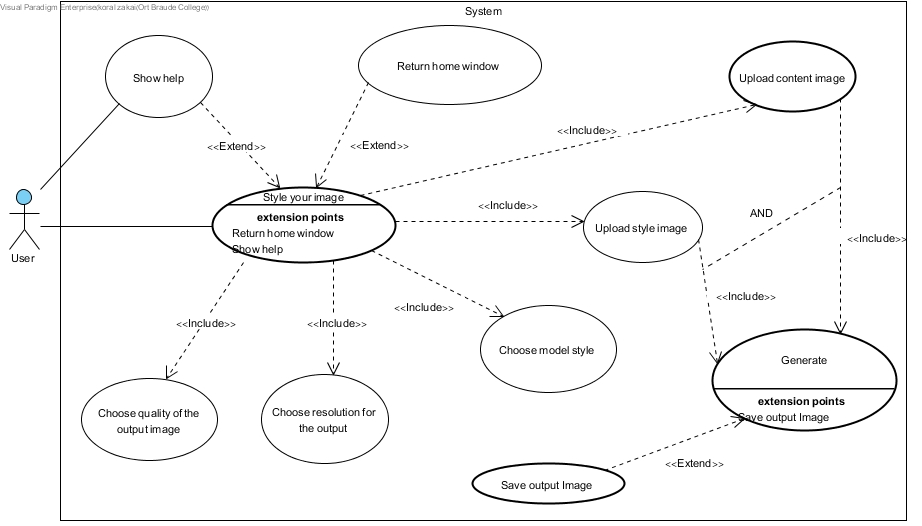 Visual Paradigm Enterprise(koral zakai(Ort Braude College))
System
Show help
Return home window
Upload content image
<<Include>>
<<Extend>>
<<Extend>>
Style your image
extension points
Return home window
Show help
<<Include>>
Upload style image
AND
<<Include>>
User
<<Include>>
<<Include>>
<<Include>>
<<Include>>
Choose model style
Generate
extension points
Save output Image
Choose quality of the
output image
Choose resolution for
the output
<<Extend>>
Save output Image